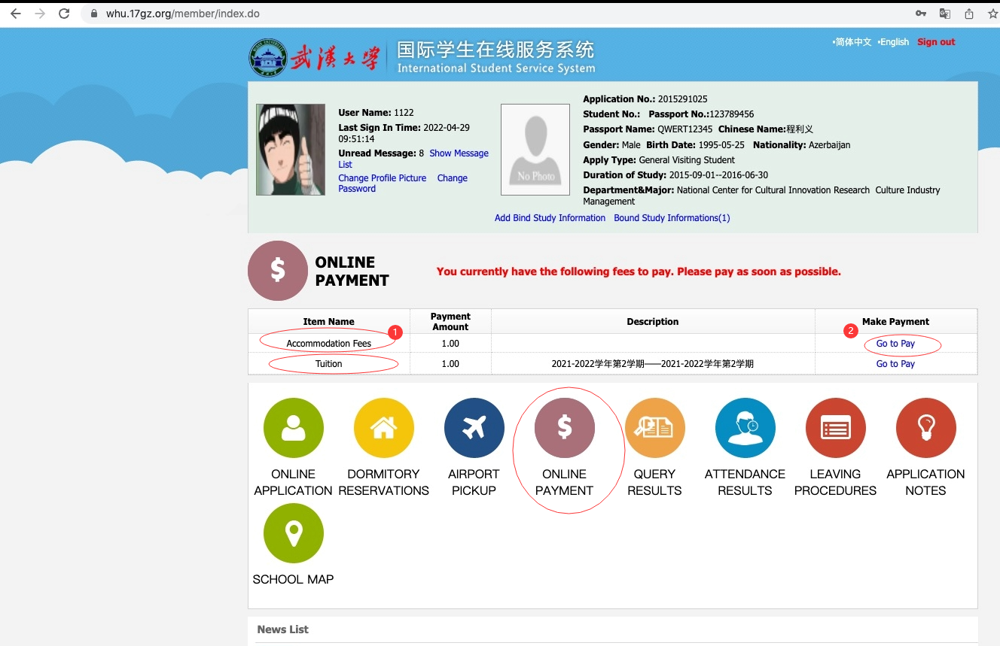 whu.17gz.org/member/index.do
•简体中文 •English Sign out
武汉大学
国际学生在线服务系统
International Student Service System
User Name: 1122
Last Sign In Time: 2022-04-29
09:51:14
Unread Message: 8 Show Message
List
Change Profile Picture Change
Password
No Photo
Application No.: 2015291025
Student No.: Passport No.:123789456
Passport Name: QWERT12345 Chinese Name:程利义
Gender: Male Birth Date: 1995-05-25 Nationality: Azerbaijan
Apply Type: General Visiting Student
Duration of Study: 2015-09-01--2016-06-30
Department&Major: National Center for Cultural Innovation Research Culture Industry
Management
Add Bind Study Information Bound Study Informations(1)
$
ONLINE
PAYMENT
You currently have the following fees to pay. Please pay as soon as possible.
Item Name Payment
Amount Description Make Payment
1
2
Accommodation Fees 1.00 Go to Pay
Tuition 1.00 2021-2022学年第2学期——2021-2022学年第2学期 Go to Pay
$
ONLINE
APPLICATION
DORMITORY
RESERVATIONS
AIRPORT
PICKUP
ONLINE
PAYMENT
QUERY
RESULTS
ATTENDANCE
RESULTS
LEAVING
PROCEDURES
APPLICATION
NOTES
SCHOOL MAP
News List